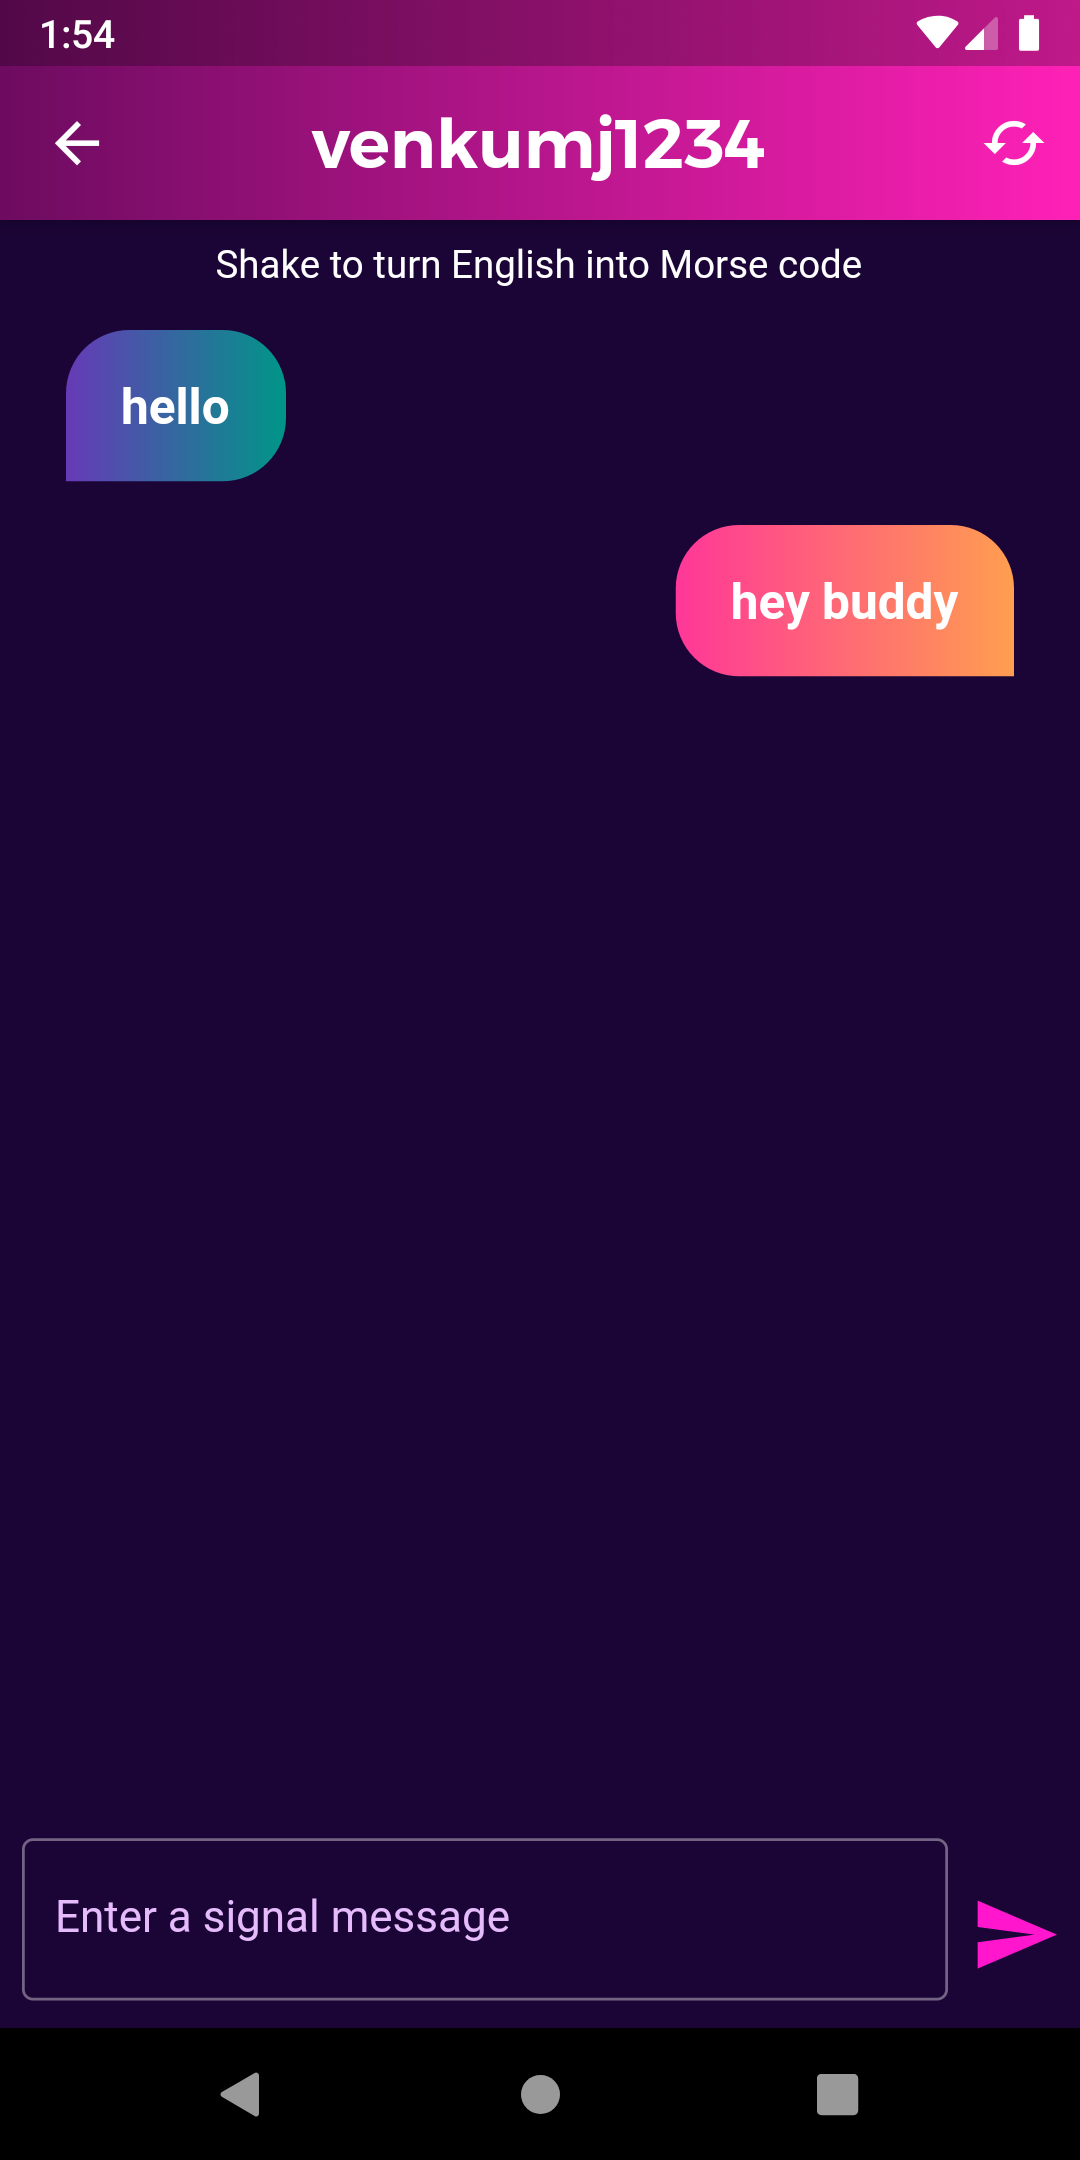 1:54
venkumj1234
Shake to turn English into Morse code
hello
hey buddy
Enter a signal message